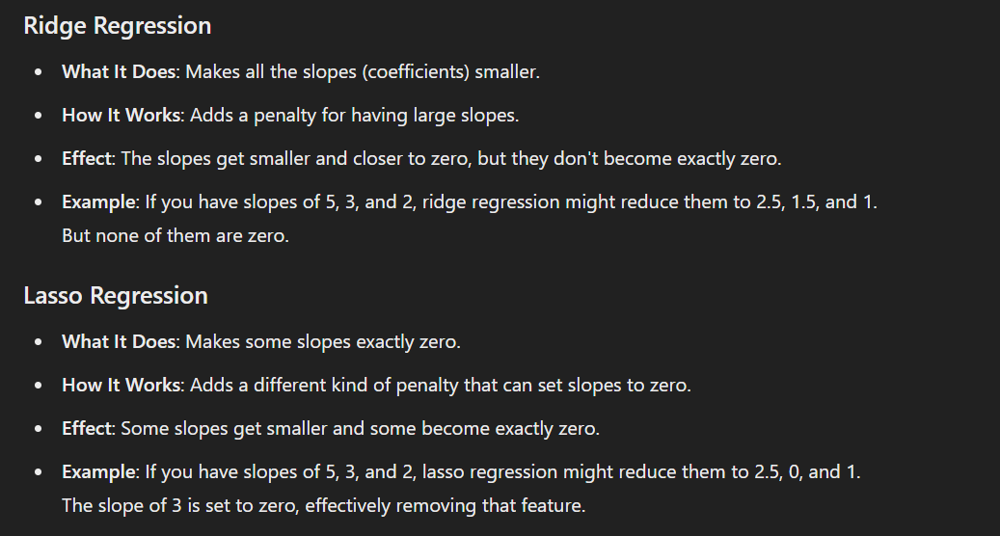 Ridge Regression
• What It Does: Makes all the slopes (coefficients) smaller.
• How It Works: Adds a penalty for having large slopes.
• Effect: The slopes get smaller and closer to zero, but they don't become exactly zero.
• Example: If you have slopes of 5, 3, and 2, ridge regression might reduce them to 2.5, 1.5, and 1.
But none of them are zero.
Lasso Regression
• What It Does: Makes some slopes exactly zero.
• How It Works: Adds a different kind of penalty that can set slopes to zero.
• Effect: Some slopes get smaller and some become exactly zero.
• Example: If you have slopes of 5, 3, and 2, lasso regression might reduce them to 2.5, 0, and 1.
The slope of 3 is set to zero, effectively removing that feature.